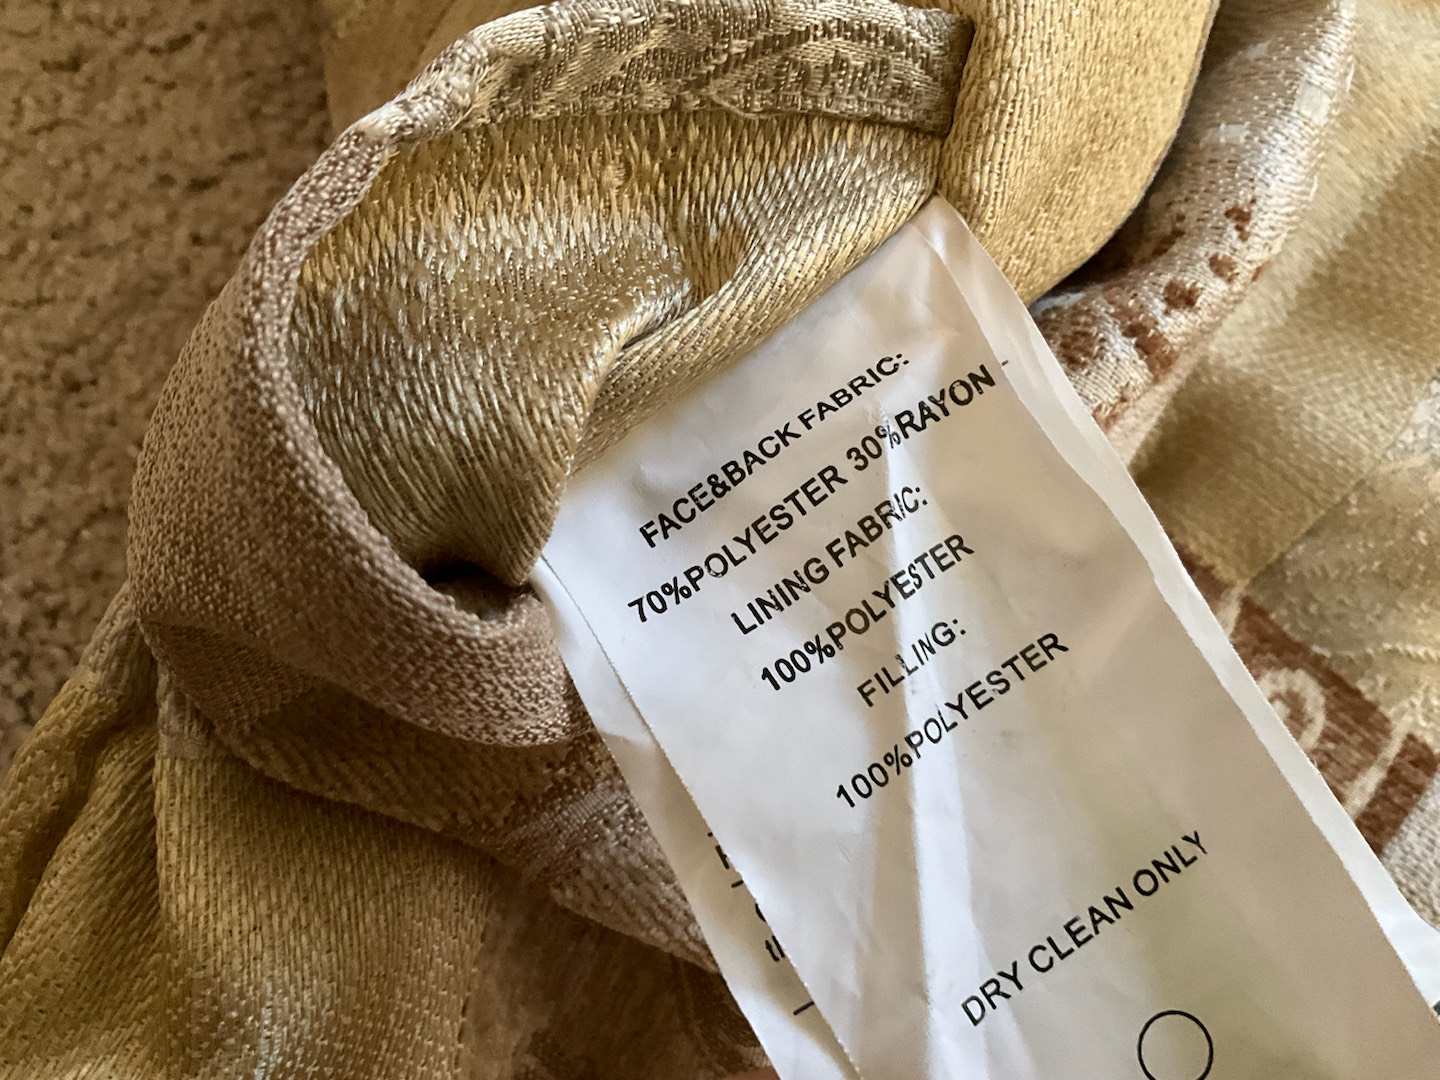 FACE&BACK FABRIC:
70%POLYESTER 30%RAYON
LINING FABRIC:
100%POLYESTER
FILLING:
100%POLYESTER
DRY CLEAN ONLY